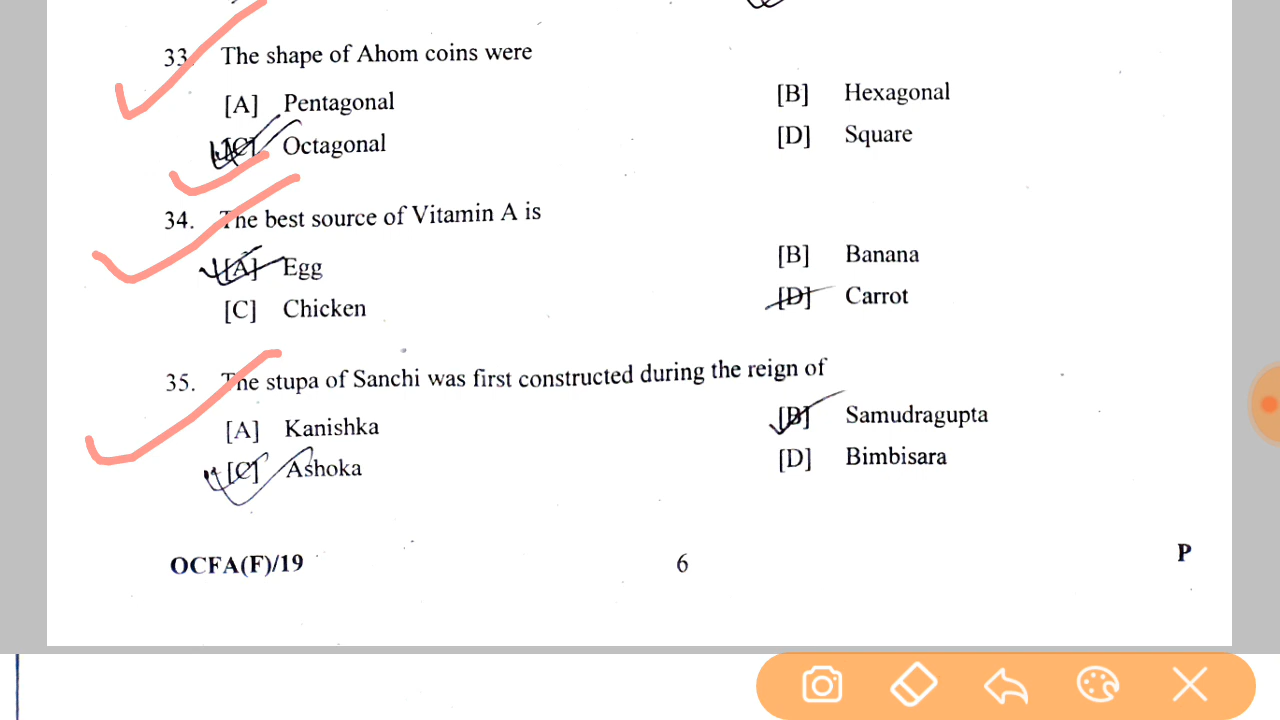 33. The shape of Ahom coins were
[A] Pentagonal [B] Hexagonal
[C] Octagonal [D] Square
34. The best source of Vitamin A is
[A] Egg [B] Banana
[C] Chicken [D] Carrot
35. The stupa of Sanchi was first constructed during the reign of
[A] Kanishka [B] Samudragupta
[C] Ashoka [D] Bimbisara
OCFA(F)/19 6 P